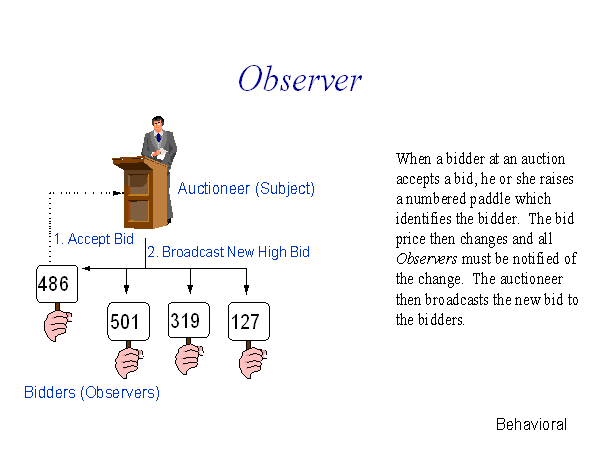 Observer
Auctioneer (Subject)
1. Accept Bid
2. Broadcast New High Bid
486
501
319
127
Bidders (Observers)
When a bidder at an auction
accepts a bid, he or she raises
a numbered paddle which
identifies the bidder. The bid
price then changes and all
Observers must be notified of
the change. The auctioneer
then broadcasts the new bid to
the bidders.
Behavioral